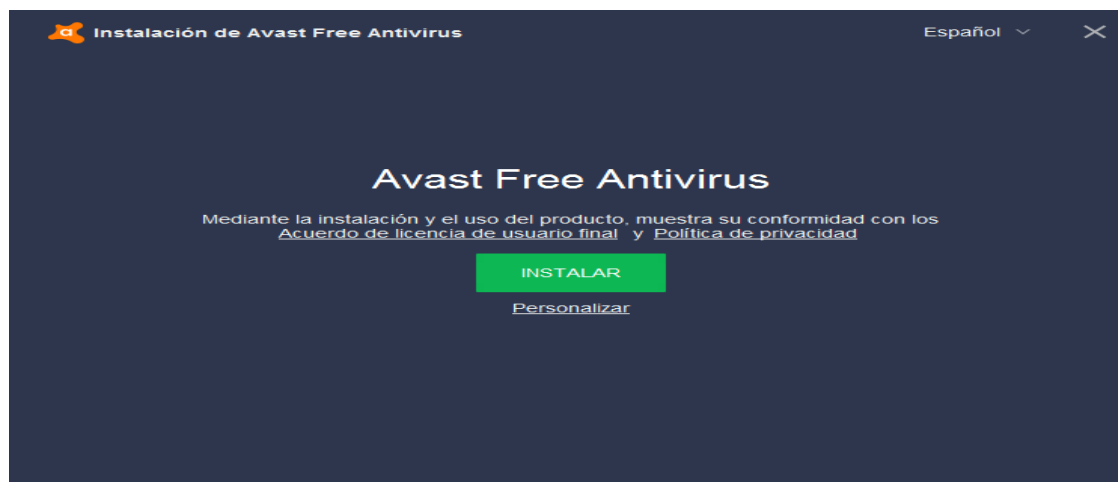 Instalación de Avast Free Antivirus
Español
Avast Free Antivirus
Mediante la instalación y el uso del producto, muestra su conformidad con los
Acuerdo de licencia de usuario final y Política de privacidad
INSTALAR
Personalizar